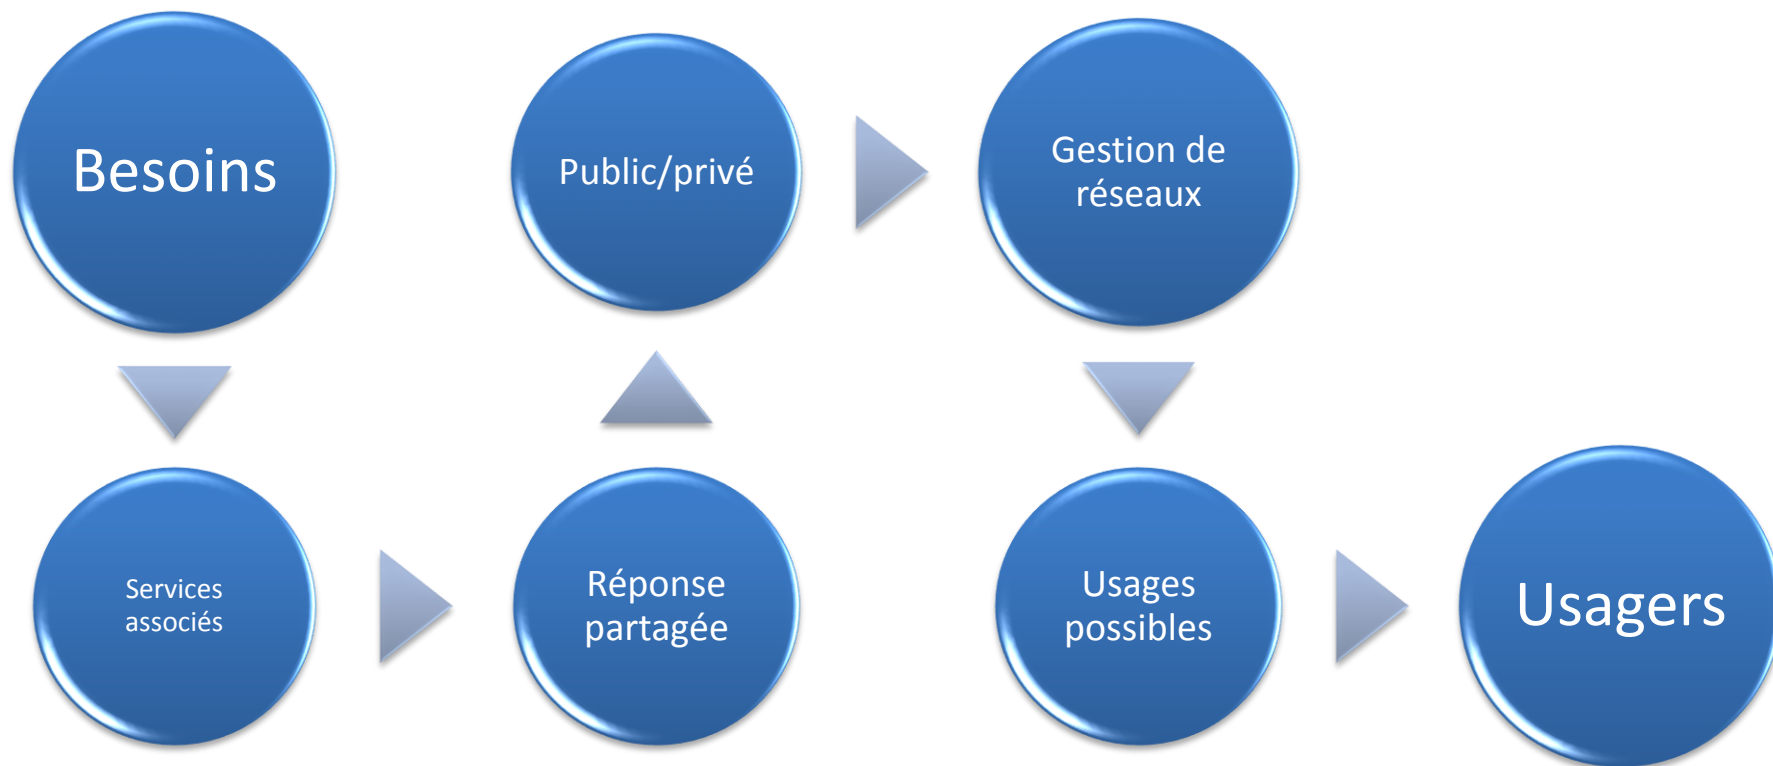 Besoins
Services
associés
Réponse
partagée
Public/privé
Gestion de
réseaux
Usages
possibles
Usagers